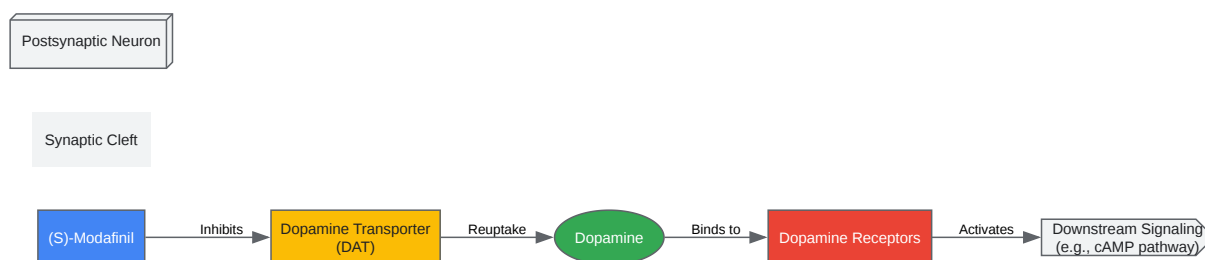 Postsynaptic Neuron
Synaptic Cleft
(S)-Modafinil
Inhibits
Dopamine Transporter
(DAT)
Reuptake
Dopamine
Binds to
Dopamine Receptors
Activates
Downstream Signaling
(e.g., cAMP pathway)